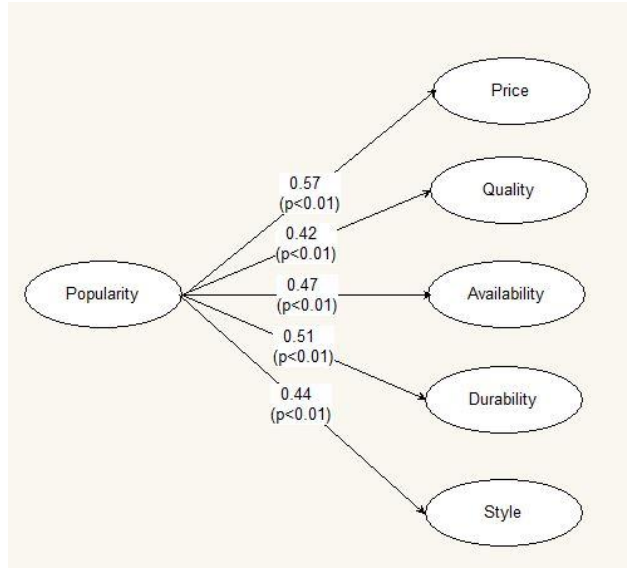 Price
0.57
(p<0.01)
Quality
0.42
(p<0.01)
Popularity
0.47
(p<0.01)
Availability
0.51
(p<0.01)
Durability
0.44
(p<0.01)
Style